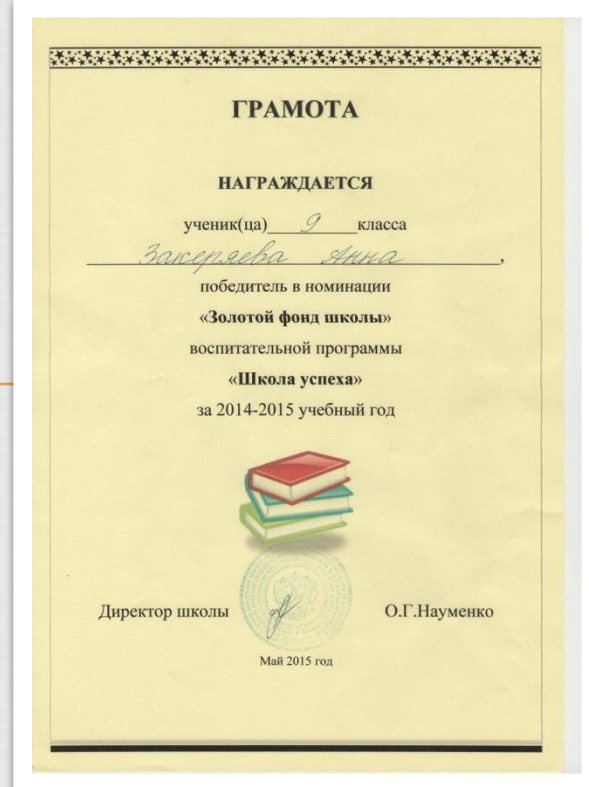 ГРАМОТА
НАГРАЖДАЕТСЯ
ученик(ца) 9 класса
Закеряева Анна,
победитель в номинации
«Золотой фонд школы»
воспитательной программы
«Школа успеха»
за 2014-2015 учебный год
Директор школы О.Г.Науменко
Май 2015 год